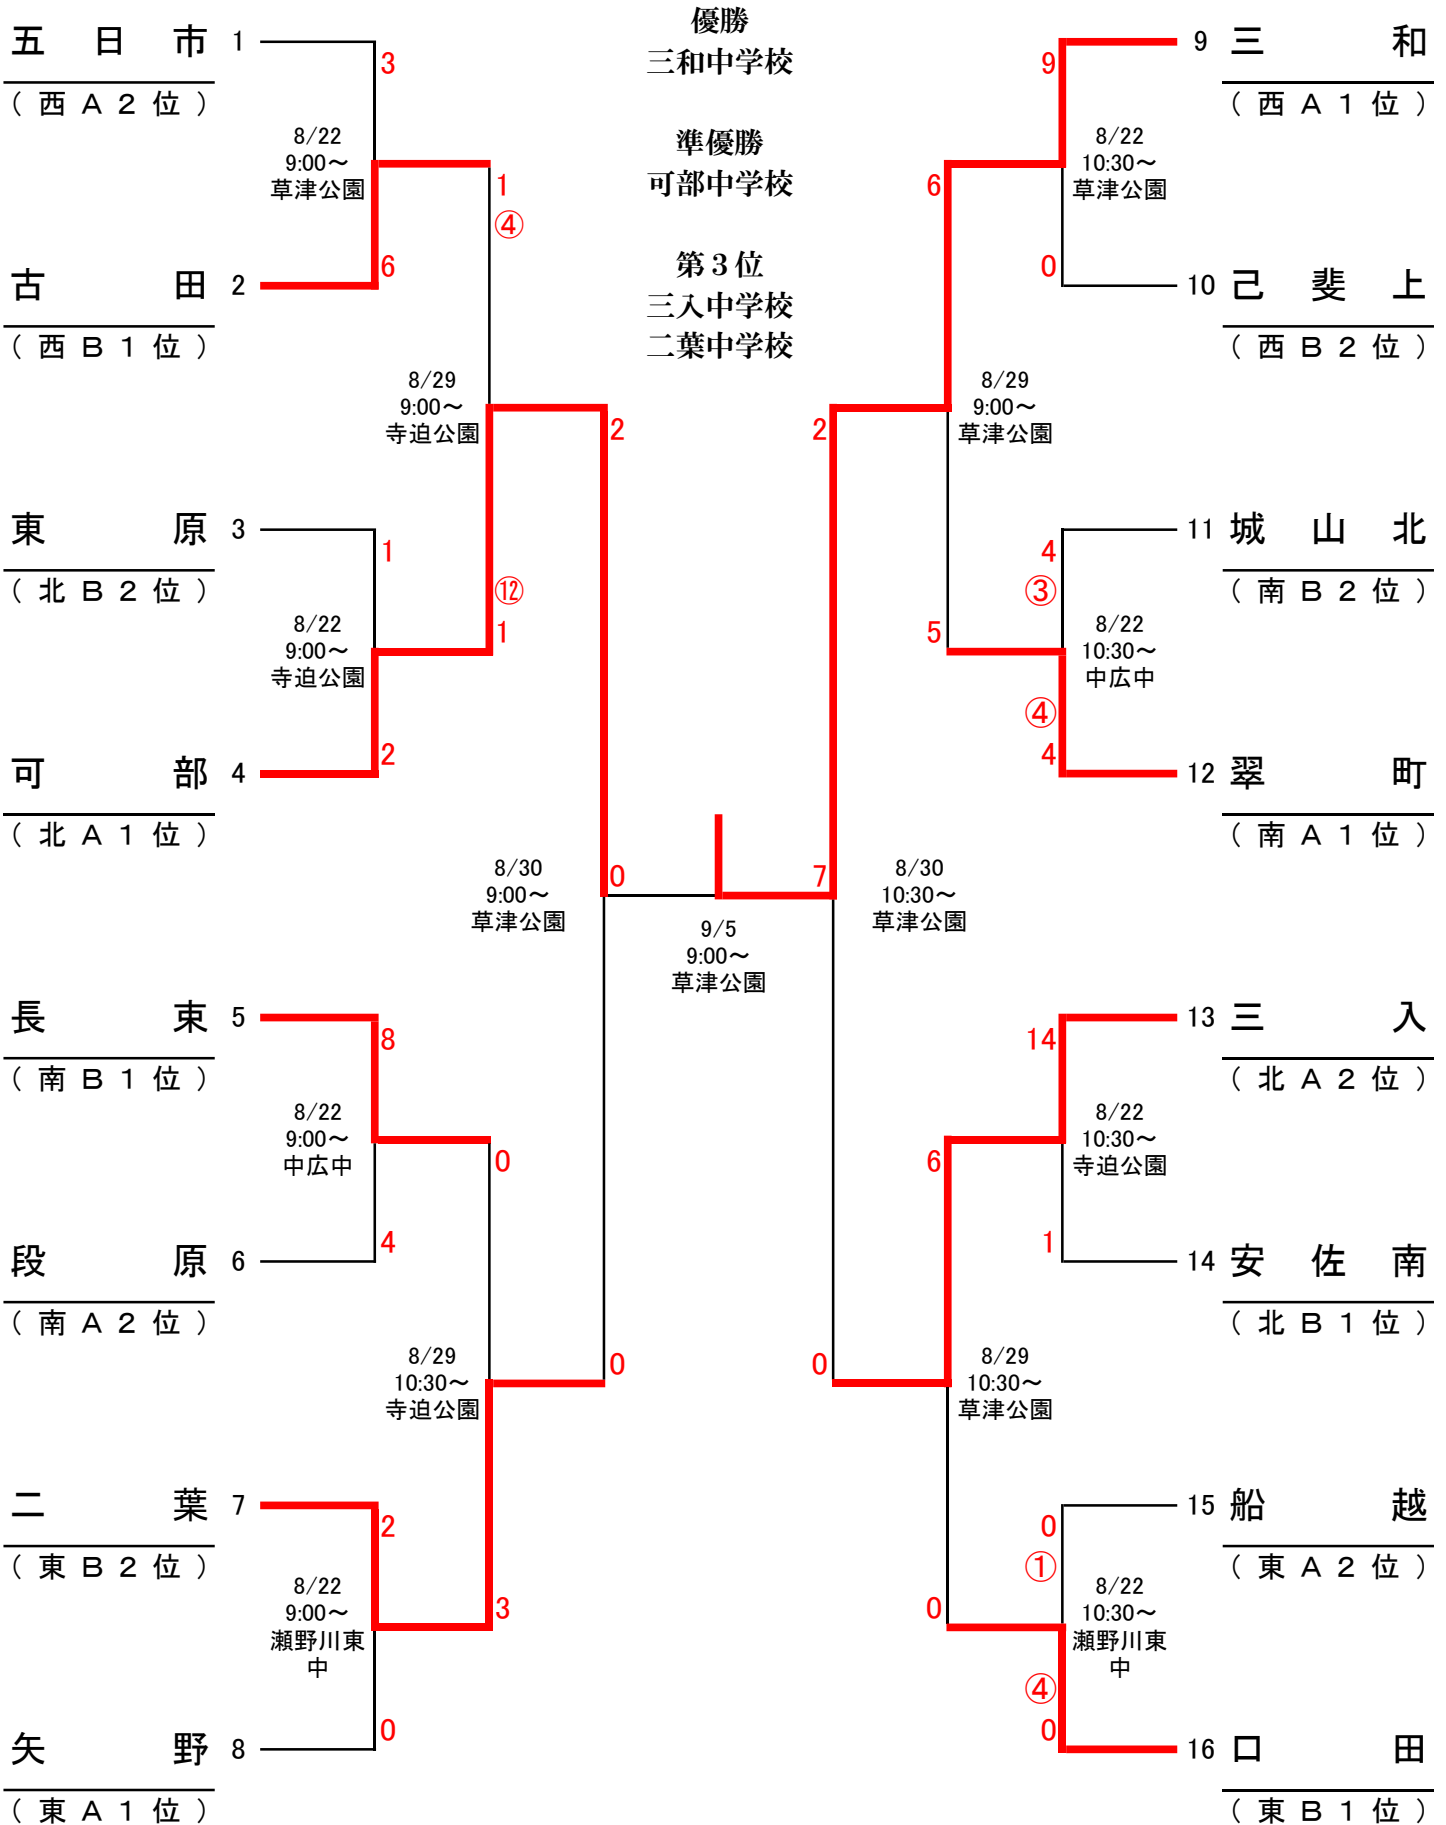 優勝
三和中学校
準優勝
可部中学校
第3位
三入中学校
二葉中学校
五日市 1
(西A2位)
3
8/22
9:00～
草津公園
6
古田 2
(西B1位)
1
④
8/29
9:00～
寺迫公園
⑫
1
東原 3
(北B2位)
1
8/22
9:00～
寺迫公園
2
可部 4
(北A1位)
2
8/30
9:00～
草津公園
0
長束 5
(南B1位)
8
8/22
9:00～
中広中
4
段原 6
(南A2位)
0
8/29
10:30～
寺迫公園
3
0
二葉 7
(東B2位)
2
8/22
9:00～
瀬野川東
中
0
矢野 8
(東A1位)
9/5
9:00～
草津公園
9 三和
(西A1位)
9
8/22
10:30～
草津公園
0
10 己斐上
(西B2位)
6
8/29
9:00～
草津公園
5
11 城山北
(南B2位)
4
③
8/22
10:30～
中広中
④
4
12 翠町
(南A1位)
2
7
8/30
10:30～
草津公園
13 三入
(北A2位)
14
8/22
10:30～
寺迫公園
1
14 安佐南
(北B1位)
6
8/29
10:30～
草津公園
0
0
15 船越
(東A2位)
0
①
8/22
10:30～
瀬野川東
中
④
0
16 口田
(東B1位)